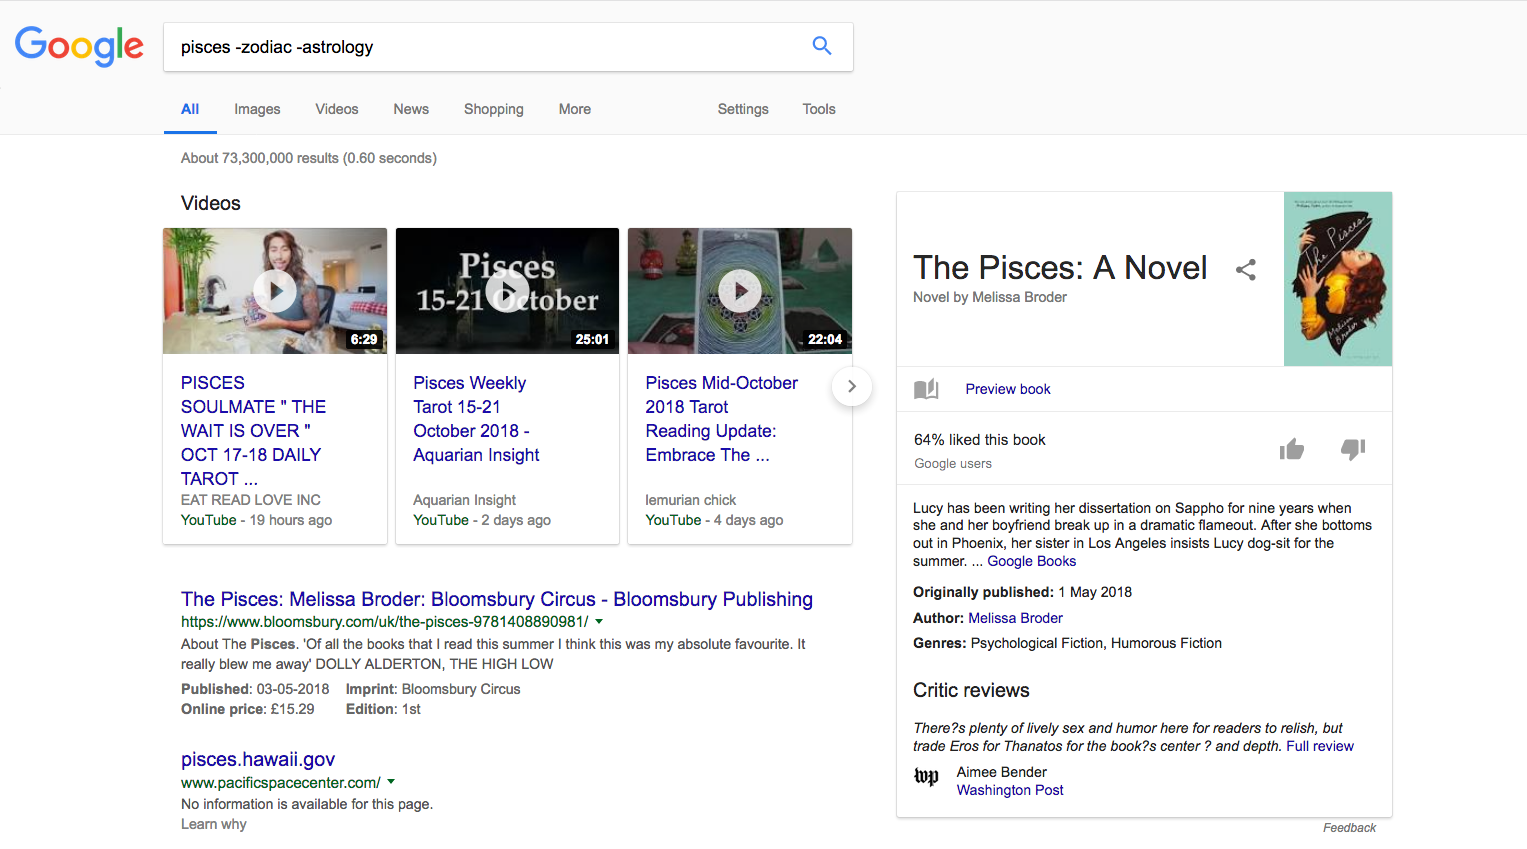 Google
pisces -zodiac -astrology
All Images Videos News Shopping More Settings Tools
About 73,300,000 results (0.60 seconds)
Videos
6:29
Pisces
15-21 October
25:01
22:04
PISCES
SOULMATE " THE
WAIT IS OVER "
OCT 17-18 DAILY
TAROT ...
EAT READ LOVE INC
YouTube - 19 hours ago
Pisces Weekly
Tarot 15-21
October 2018 -
Aquarian Insight
Aquarian Insight
YouTube - 2 days ago
Pisces Mid-October
2018 Tarot
Reading Update:
Embrace The ...
lemurian chick
YouTube - 4 days ago
The Pisces: Melissa Broder: Bloomsbury Circus - Bloomsbury Publishing
https://www.bloomsbury.com/uk/the-pisces-9781408890981/
About The Pisces. 'Of all the books that I read this summer I think this was my absolute favourite. It
really blew me away' DOLLY ALDERTON, THE HIGH LOW
Published: 03-05-2018 Imprint: Bloomsbury Circus
Online price: £15.29 Edition: 1st
pisces.hawaii.gov
www.pacificspacecenter.com/
No information is available for this page.
Learn why
The Pisces: A Novel
Novel by Melissa Broder
The Pisces
Melissa
Broder
Preview book
64% liked this book
Google users
Lucy has been writing her dissertation on Sappho for nine years when
she and her boyfriend break up in a dramatic flameout. After she bottoms
out in Phoenix, her sister in Los Angeles insists Lucy dog-sit for the
summer. ... Google Books
Originally published: 1 May 2018
Author: Melissa Broder
Genres: Psychological Fiction, Humorous Fiction
Critic reviews
There?s plenty of lively sex and humor here for readers to relish, but
trade Eros for Thanatos for the book?s center ? and depth. Full review
wp
Aimee Bender
Washington Post
Feedback